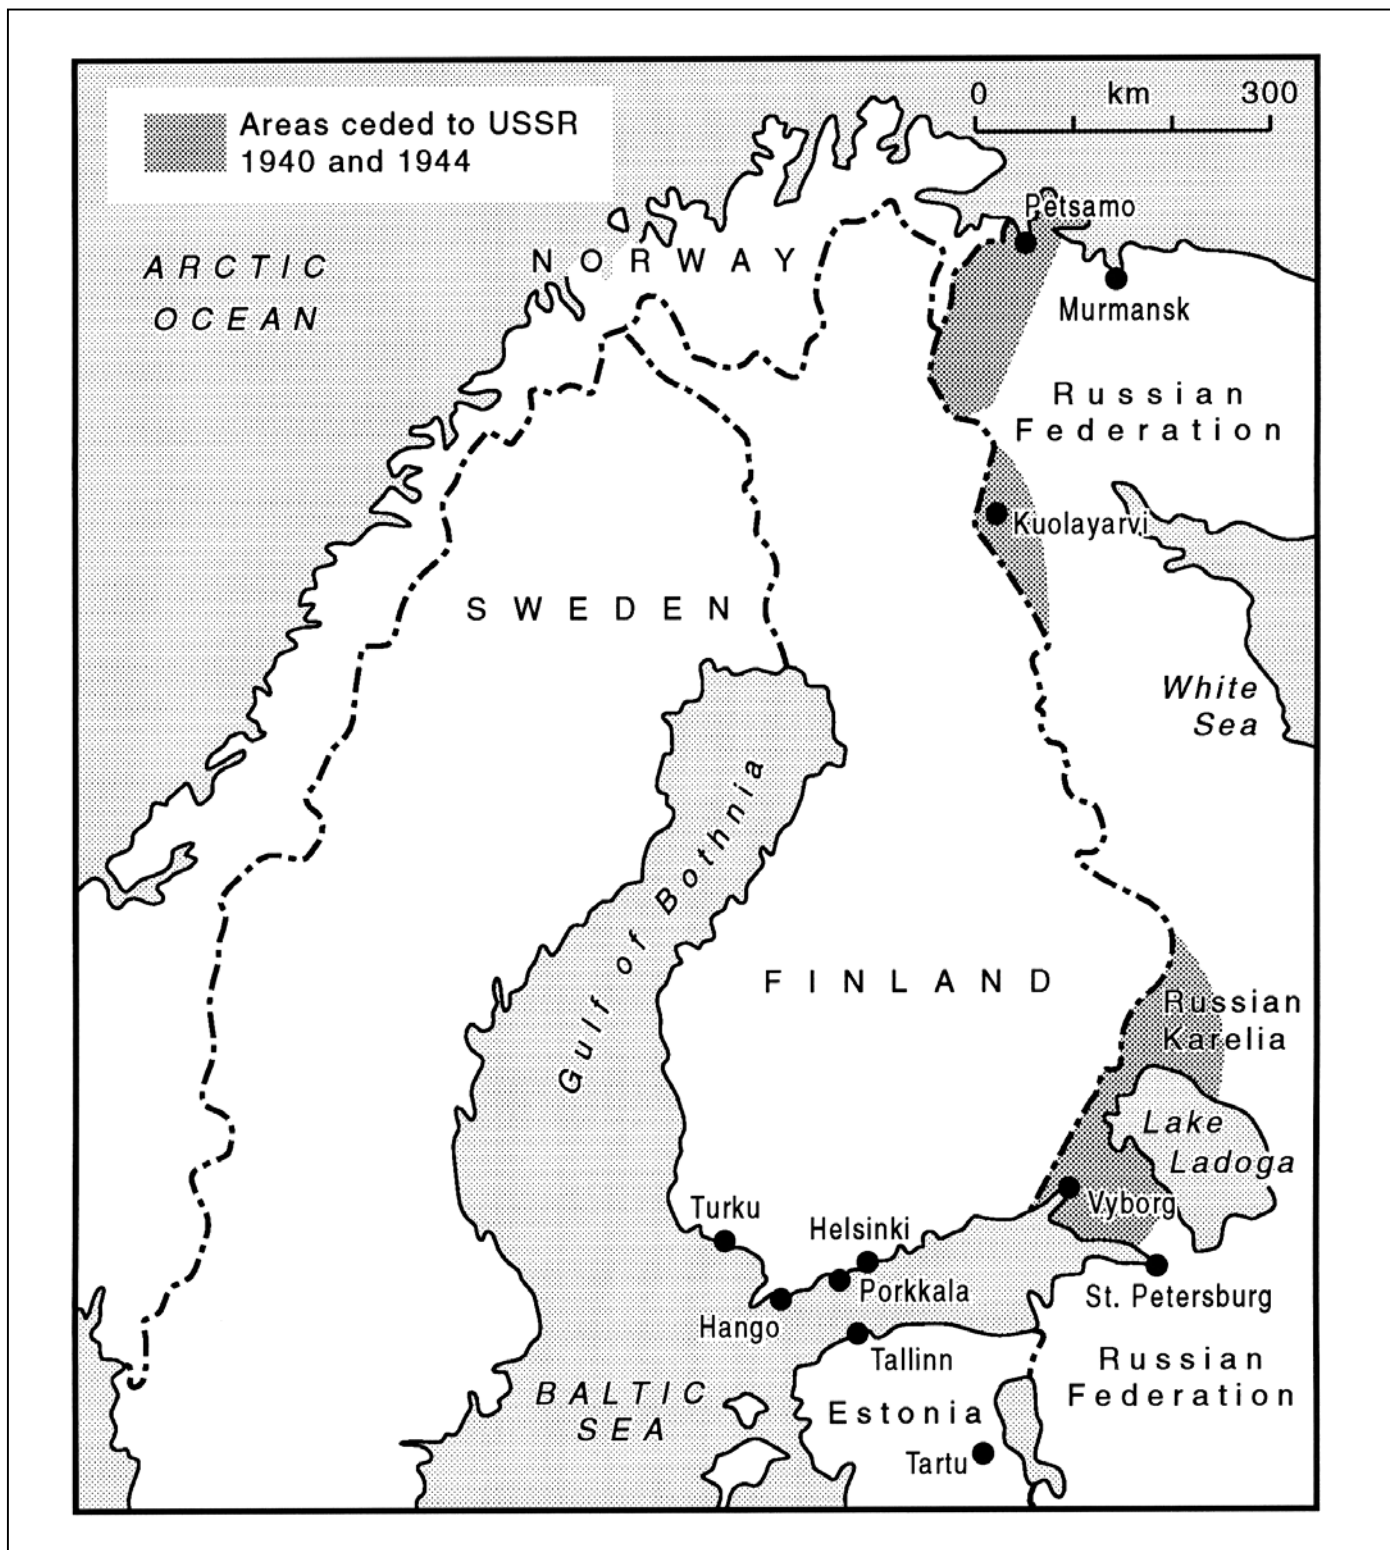 0 km 300
Areas ceded to USSR
1940 and 1944
Petsamo
ARCTIC
OCEAN
NORWAY
Murmansk
Russian
Federation
Kuolayarvi
SWEDEN
White
Sea
Gulf of Bothnia
FINLAND
Russian
Karelia
Lake
Ladoga
Vyborg
Turku
Helsinki
Porkkala
St. Petersburg
Hango
Tallinn
Russian
Federation
BALTIC
SEA
Estonia
Tartu